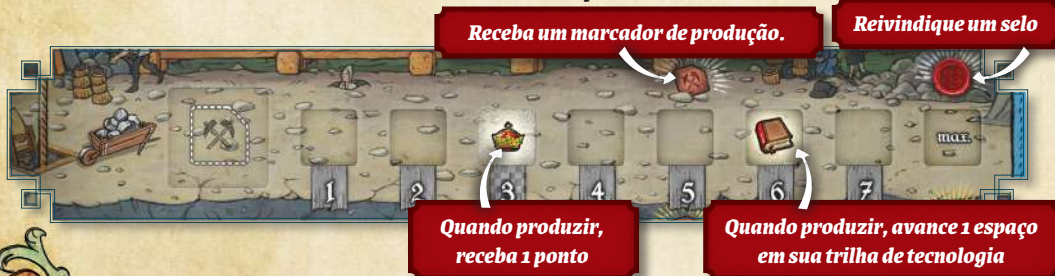 Receba um marcador de produção.
Reivindique um selo
max.
1 2 3 4 5 6 7
Quando produzir,
receba 1 ponto
Quando produzir, avance 1 espaço
em sua trilha de tecnologia